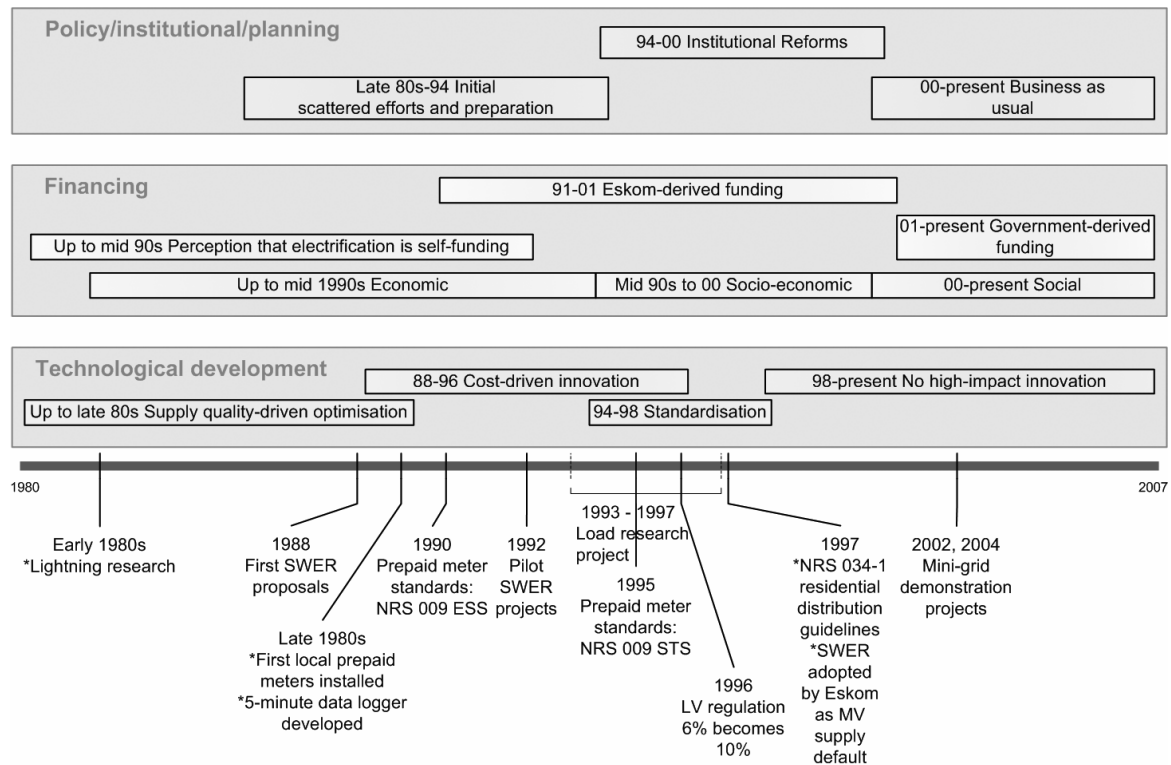 Policy/institutional/planning
94-00 Institutional Reforms
Late 80s-94 Initial
scattered efforts and preparation
00-present Business as
usual
Financing
91-01 Eskom-derived funding
01-present Government-derived
funding
Up to mid 90s Perception that electrification is self-funding
Up to mid 1990s Economic
Mid 90s to 00 Socio-economic
00-present Social
Technological development
88-96 Cost-driven innovation
98-present No high-impact innovation
Up to late 80s Supply quality-driven optimisation
94-98 Standardisation
1980
2007
Early 1980s
*Lightning research
1988
First SWER
proposals
Late 1980s
*First local prepaid
meters installed
*5-minute data logger
developed
1990
Prepaid meter
standards:
NRS 009 ESS
1992
Pilot
SWER
projects
1993 - 1997
Load research
project
1995
Prepaid meter
standards:
NRS 009 STS
1996
LV regulation
6% becomes
10%
1997
*NRS 034-1
residential
distribution
guidelines
*SWER
adopted
by Eskom
as MV
supply
default
2002, 2004
Mini-grid
demonstration
projects